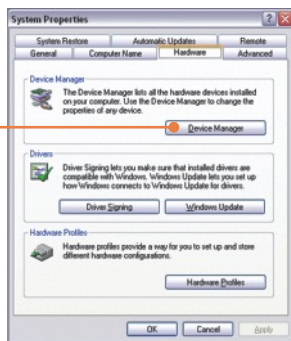 System Properties
System Restore Automatic Updates Remote
General Computer Name Hardware Advanced
Device Manager
The Device Manager lists all the hardware devices installed
on your computer. Use the Device Manager to change the
properties of any device.
Device Manager
Drivers
Driver Signing lets you make sure that installed drivers are
compatible with Windows. Windows Update lets you set up
how Windows connects to Windows Update for drivers.
Driver Signing Windows Update
Hardware Profiles
Hardware profiles provide a way for you to set up and store
different hardware configurations.
Hardware Profiles
OK Cancel Apply